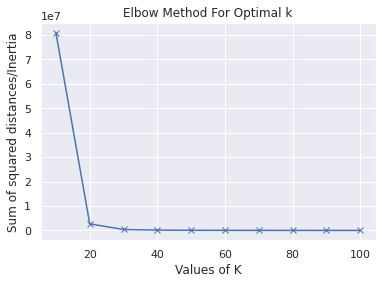 Elbow Method For Optimal k
1e7
8
7
6
5
4
3
2
1
0
Sum of squared distances/Inertia
20 40 60 80 100
Values of K